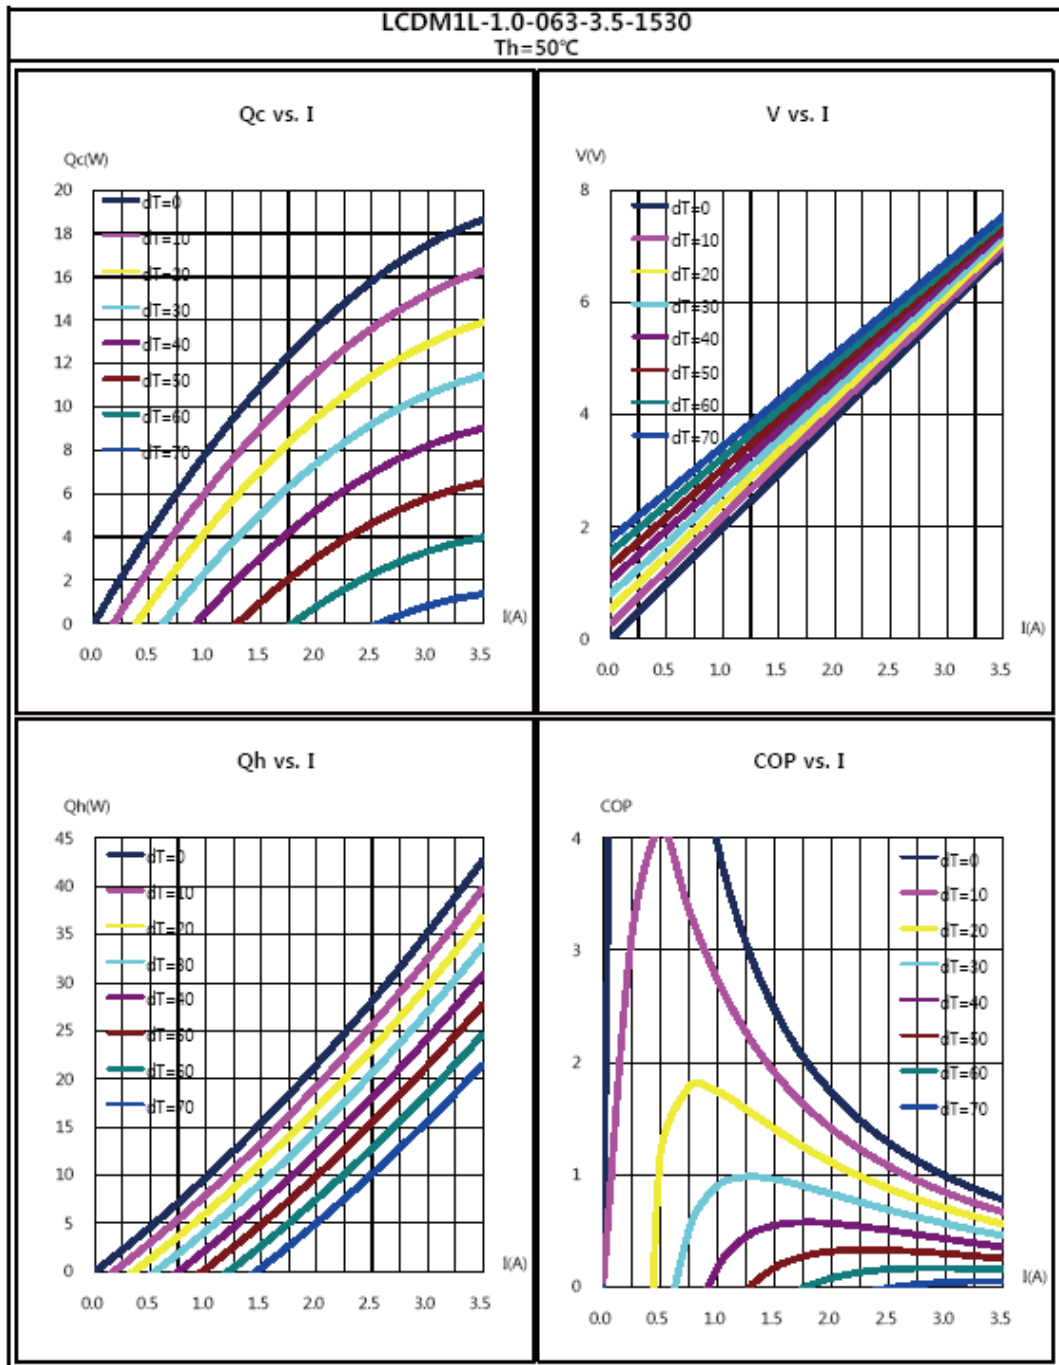 LCDM1L-1.0-063-3.5-1530
Th=50℃
Qc vs. I
Qc(W)
20
18
16
14
12
10
8
6
4
2
0
dT=0
dT=10
dT=20
dT=30
dT=40
dT=50
dT=60
dT=70
I(A)
0.0 0.5 1.0 1.5 2.0 2.5 3.0 3.5
V vs. I
V(V)
8
6
4
2
0
dT=0
dT=10
dT=20
dT=30
dT=40
dT=50
dT=60
dT=70
I(A)
0.0 0.5 1.0 1.5 2.0 2.5 3.0 3.5
Qh vs. I
Qh(W)
45
40
35
30
25
20
15
10
5
0
dT=0
dT=10
dT=20
dT=30
dT=40
dT=50
dT=60
dT=70
I(A)
0.0 0.5 1.0 1.5 2.0 2.5 3.0 3.5
COP vs. I
COP
4
3
2
1
0
dT=0
dT=10
dT=20
dT=30
dT=40
dT=50
dT=60
dT=70
I(A)
0.0 0.5 1.0 1.5 2.0 2.5 3.0 3.5